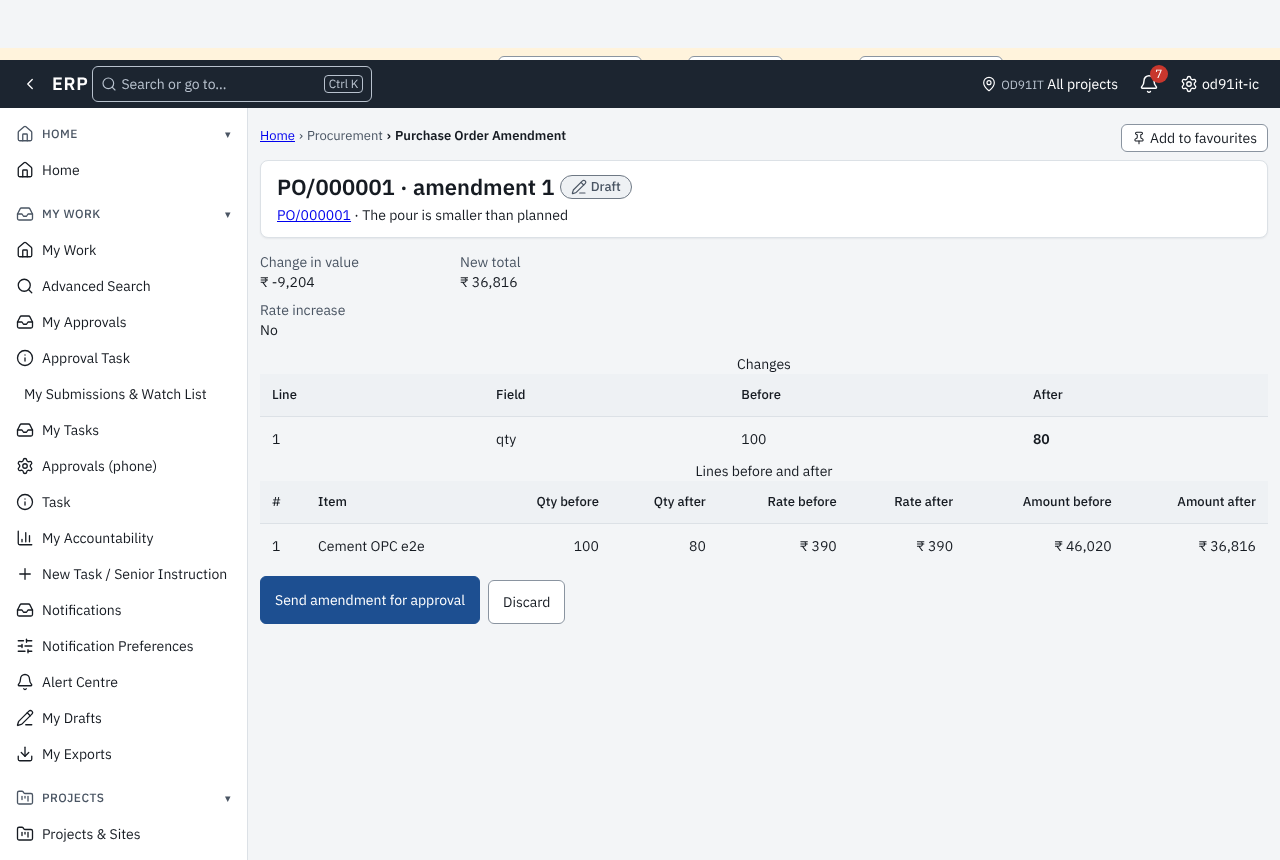 ERP
Search or go to...
Ctrl K
OD91IT All projects
7
od91it-ic
HOME
Home
MY WORK
My Work
Advanced Search
My Approvals
Approval Task
My Submissions & Watch List
My Tasks
Approvals (phone)
Task
My Accountability
New Task / Senior Instruction
Notifications
Notification Preferences
Alert Centre
My Drafts
My Exports
PROJECTS
Projects & Sites
Home › Procurement › Purchase Order Amendment
Add to favourites
PO/000001 · amendment 1 Draft
PO/000001 · The pour is smaller than planned
Change in value New total
₹ -9,204 ₹ 36,816
Rate increase
No
Changes
Line Field Before After
1 qty 100 80
Lines before and after
# Item Qty before Qty after Rate before Rate after Amount before Amount after
1 Cement OPC e2e 100 80 ₹ 390 ₹ 390 ₹ 46,020 ₹ 36,816
Send amendment for approval Discard